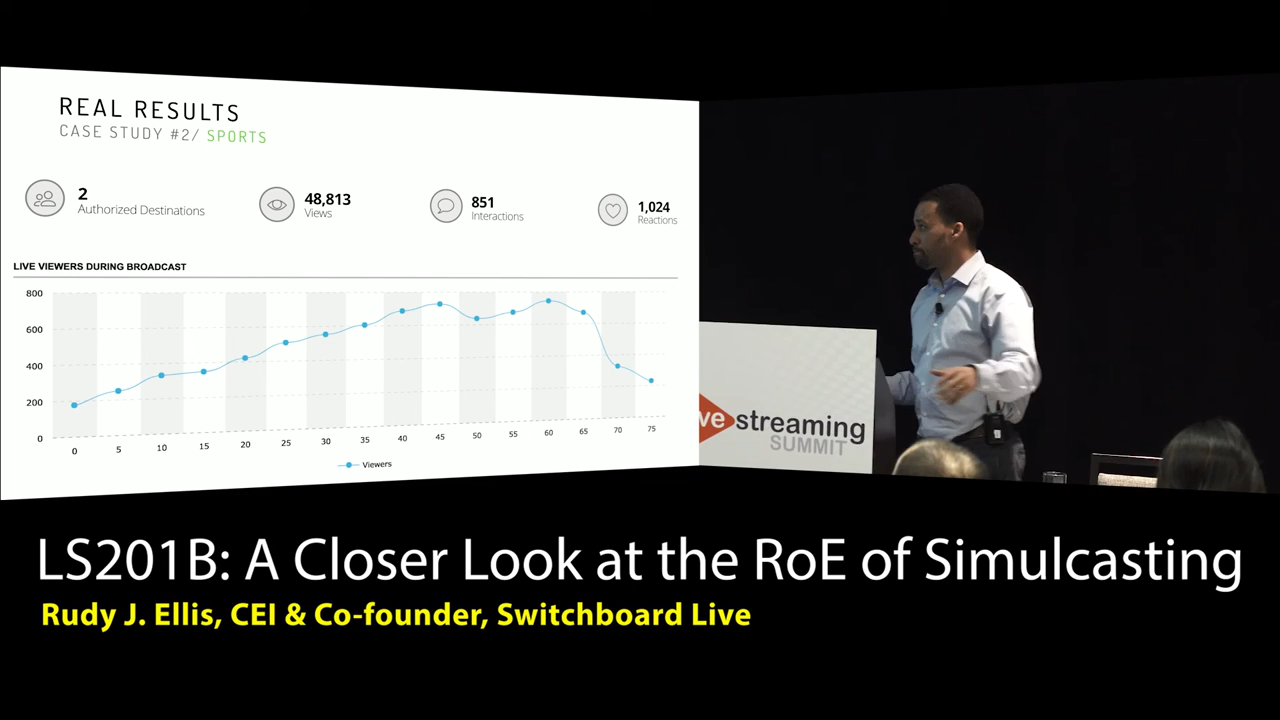 REAL RESULTS
CASE STUDY #2/ SPORTS
2
Authorized Destinations
48,813
Views
851
Interactions
1,024
Reactions
LIVE VIEWERS DURING BROADCAST
800
600
400
200
0
0 5 10 15 20 25 30 35 40 45 50 55 60 65 70 75
Viewers
ve streaming
SUMMIT
LS201B: A Closer Look at the RoE of Simulcasting
Rudy J. Ellis, CEI & Co-founder, Switchboard Live